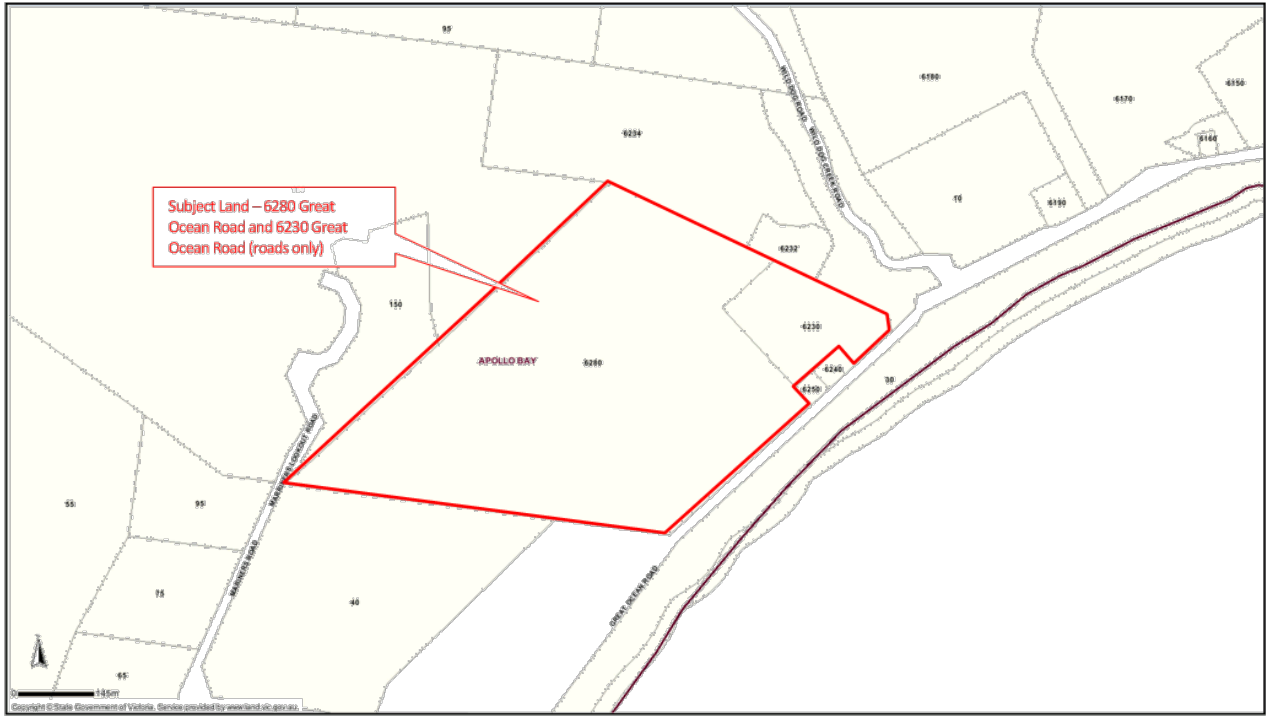 95
6180
6170
6150
6234
6160
WILD DOG ROAD
WILD DOG CREEK ROAD
Subject Land – 6280 Great
Ocean Road and 6230 Great
Ocean Road (roads only)
10
6190
6232
150
6230
APOLLO BAY
6280
6240
30
6250
MARRINERS LOOKOUT ROAD
55
95
MARINERS ROAD
75
40
GREAT OCEAN ROAD
65
0
145m
Copyright © State Government of Victoria. Service provided by www.land.vic.gov.au.